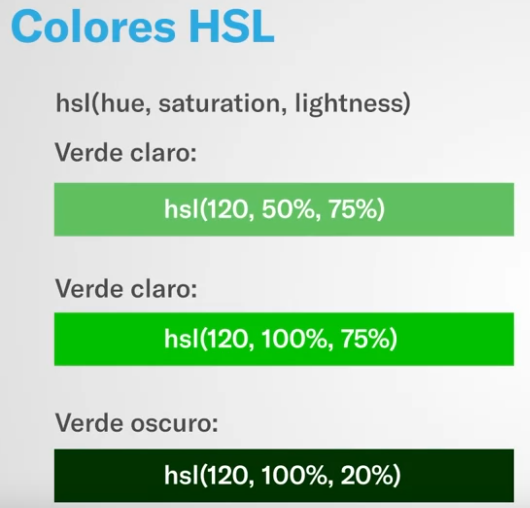 Colores HSL
hsl(hue, saturation, lightness)
Verde claro:
hsl(120, 50%, 75%)
Verde claro:
hsl(120, 100%, 75%)
Verde oscuro:
hsl(120, 100%, 20%)